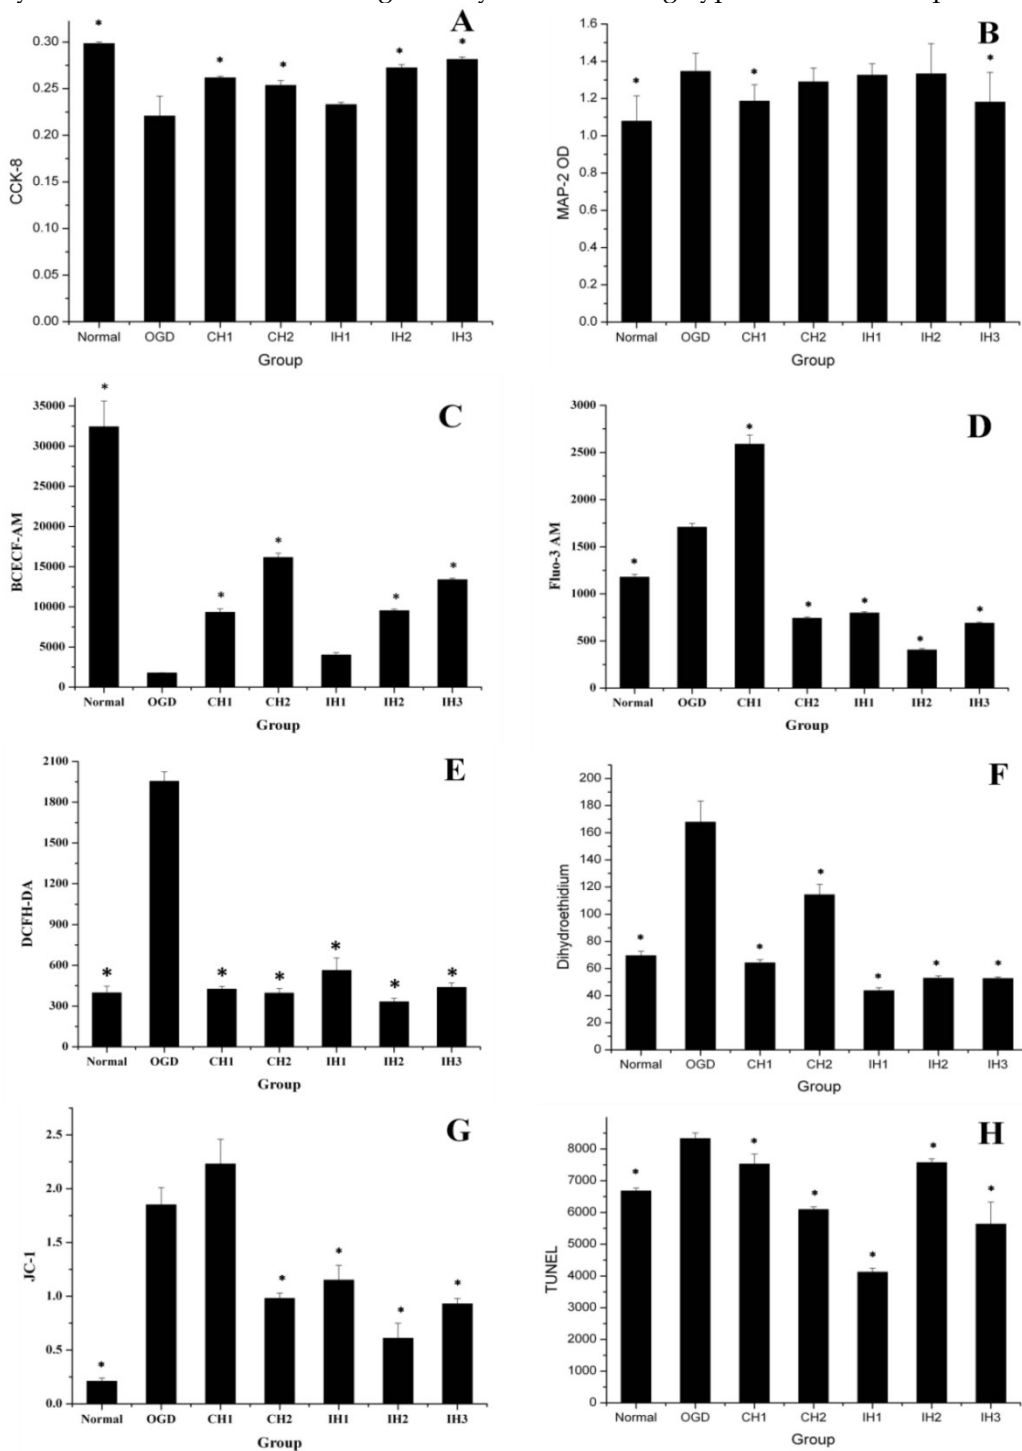 A
0.30
0.25
0.20
0.15
0.10
0.05
0.00
CCK-8
Normal OGD CH1 CH2 IH1 IH2 IH3
Group
B
1.6
1.4
1.2
1.0
0.8
0.6
0.4
0.2
0.0
MAP-2 OD
Normal OGD CH1 CH2 IH1 IH2 IH3
Group
C
35000
30000
25000
20000
15000
10000
5000
0
BCECF-AM
Normal OGD CH1 CH2 IH1 IH2 IH3
Group
D
3000
2500
2000
1500
1000
500
0
Fluo-3 AM
Normal OGD CH1 CH2 IH1 IH2 IH3
Group
E
2100
1800
1500
1200
900
600
300
0
DCFH-DA
Normal OGD CH1 CH2 IH1 IH2 IH3
Group
F
200
180
160
140
120
100
80
60
40
20
0
Dihydroethidium
Normal OGD CH1 CH2 IH1 IH2 IH3
Group
G
2.5
2.0
1.5
1.0
0.5
0.0
JC-1
Normal OGD CH1 CH2 IH1 IH2 IH3
Group
H
8000
7000
6000
5000
4000
3000
2000
1000
0
TUNEL
Normal OGD CH1 CH2 IH1 IH2 IH3
Group